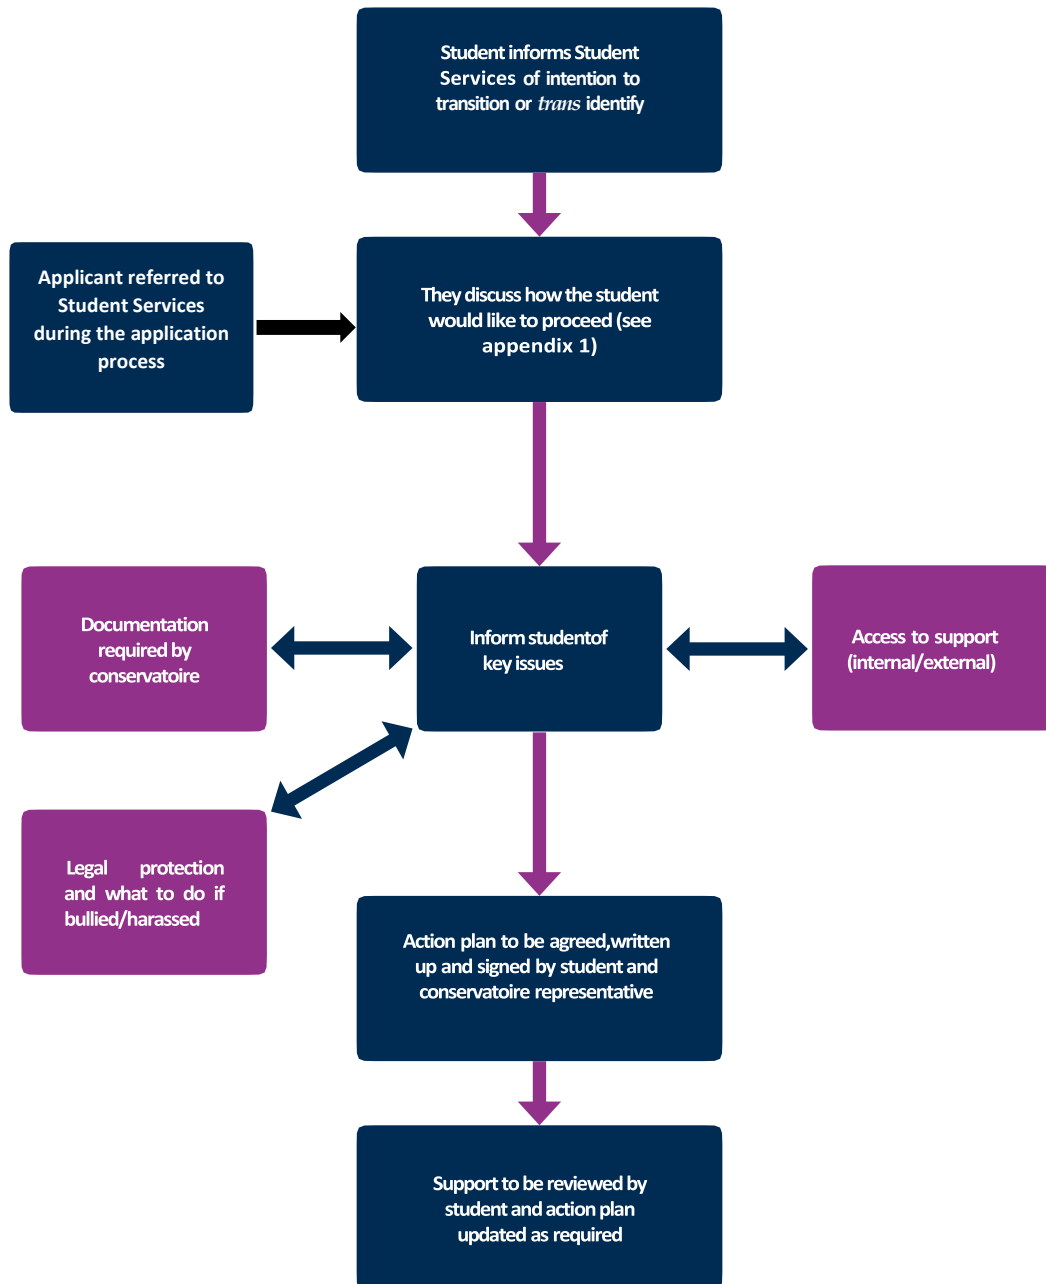 Student informs Student
Services of intention to
transition or trans identify
Applicant referred to
Student Services
during the application
process
They discuss how the student
would like to proceed (see
appendix 1)
Documentation
required by
conservatoire
Inform studentof
key issues
Access to support
(internal/external)
Legal protection
and what to do if
bullied/harassed
Action plan to be agreed,written
up and signed by student and
conservatoire representative
Support to be reviewed by
student and action plan
updated as required